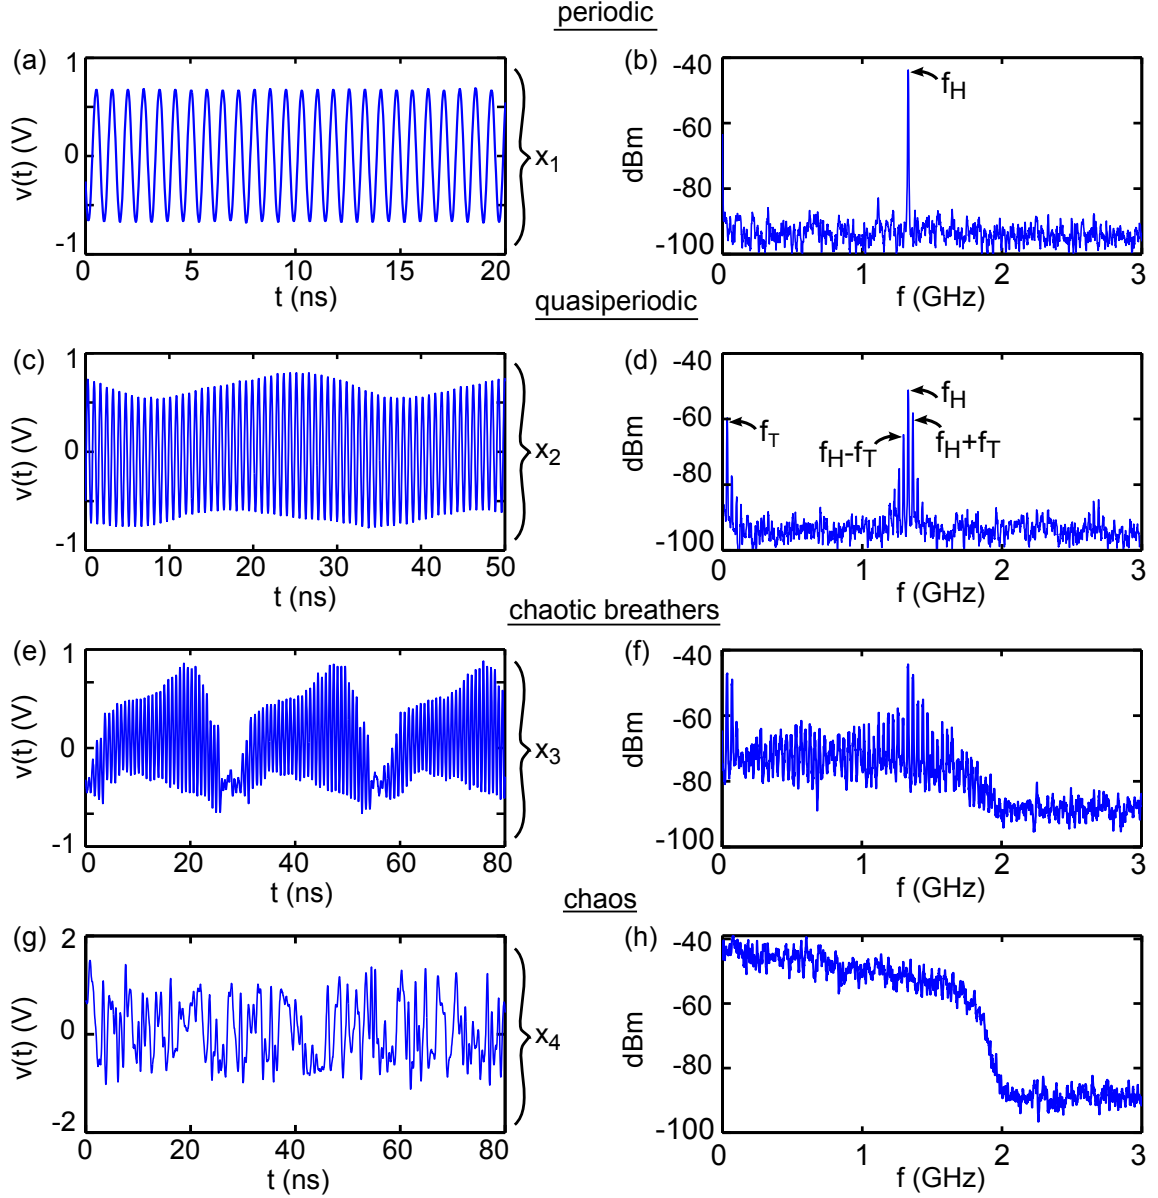 periodic
(a)
1
0
-1
v(t) (V)
0 5 10 15 20
t (ns)
x1
(b)
-40
-60
-80
-100
dBm
fH
0 1 2 3
f (GHz)
quasiperiodic
(c)
1
0
-1
v(t) (V)
0 10 20 30 40 50
t (ns)
x2
(d)
-40
-60
-80
-100
dBm
fT
fH-fT
fH
fH+fT
0 1 2 3
f (GHz)
chaotic breathers
(e)
1
0
-1
v(t) (V)
0 20 40 60 80
t (ns)
x3
(f)
-40
-60
-80
-100
dBm
0 1 2 3
f (GHz)
chaos
(g)
2
0
-2
v(t) (V)
0 20 40 60 80
t (ns)
x4
(h)
-40
-60
-80
-100
dBm
0 1 2 3
f (GHz)